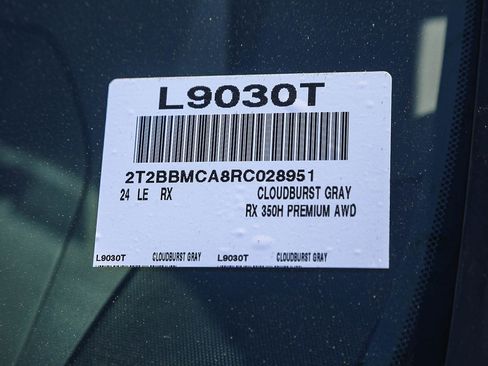 L9030T
2T2BBMCA8RC028951
24 LE RX CLOUDBURST GRAY
RX 350H PREMIUM AWD
L9030T CLOUDBURST GRAY L9030T CLOUDBURST GRAY